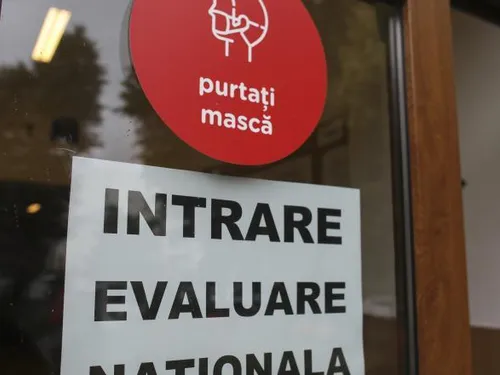 purtați
mască
INTRARE
EVALUARE
NATIONALA